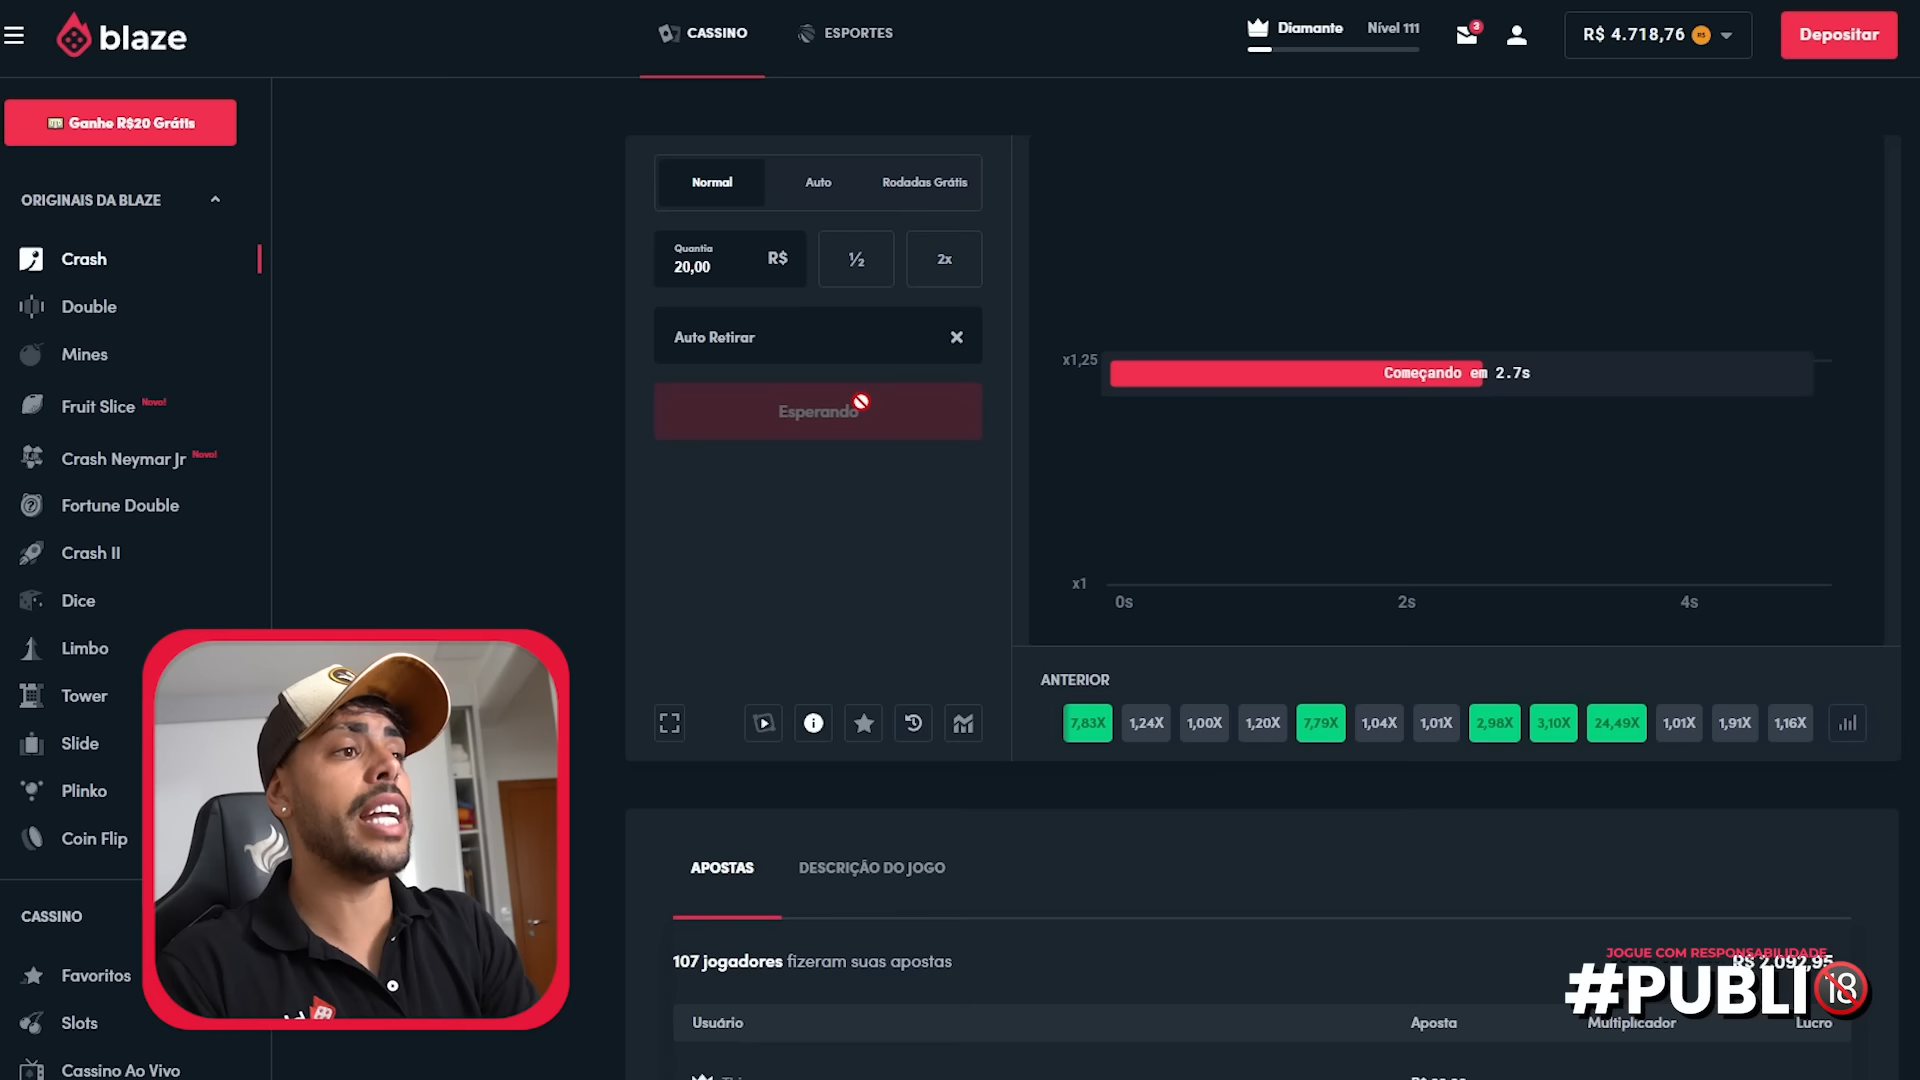 blaze
CASSINO
ESPORTES
Diamante
Nível 111
3
R$ 4.718,76
R$
Depositar
Ganhe R$20 Grátis
ORIGINAIS DA BLAZE
Crash
Double
Mines
Fruit Slice Novo!
Crash Neymar Jr Novo!
Fortune Double
Crash II
Dice
Limbo
Tower
Slide
Plinko
Coin Flip
CASSINO
Favoritos
Slots
Cassino Ao Vivo
Normal
Auto
Rodadas Grátis
Quantia
20,00
R$
½
2x
Auto Retirar
Esperando
x1,25
Começando em 2.7s
x1
0s
2s
4s
ANTERIOR
7,83X
1,24X
1,00X
1,20X
7,79X
1,04X
1,01X
2,98X
3,10X
24,49X
1,01X
1,91X
1,16X
APOSTAS
DESCRIÇÃO DO JOGO
107 jogadores fizeram suas apostas
R$ 2.092,95
JOGUE COM RESPONSABILIDADE
#PUBLI
18
Usuário
Aposta
Multiplicador
Lucro